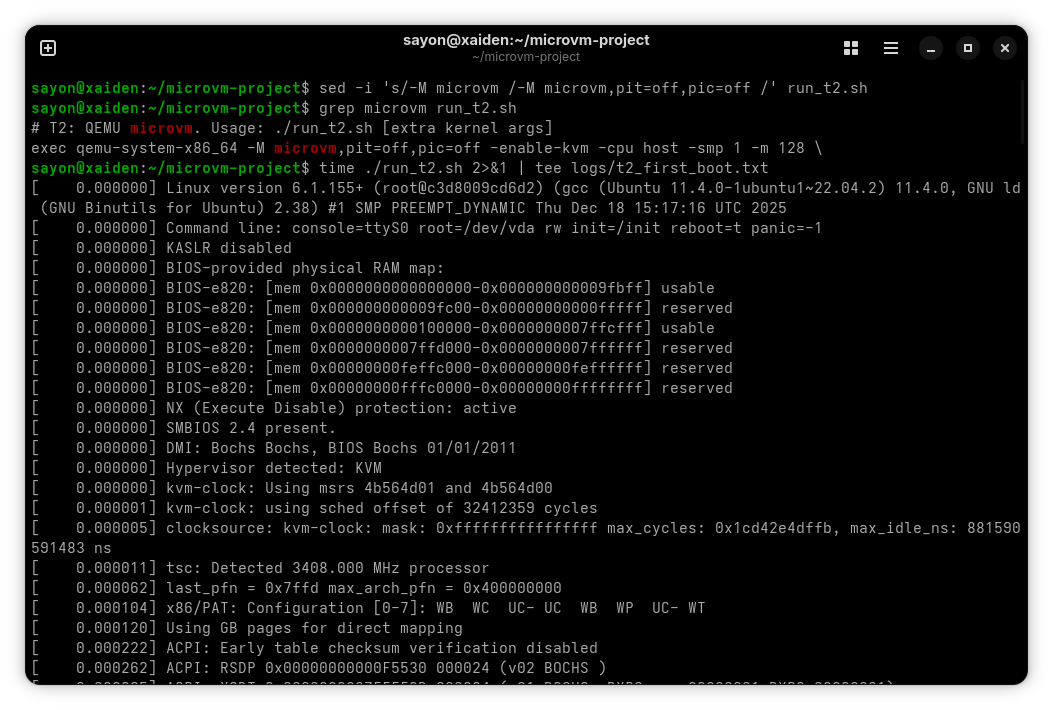 sayon@xaiden:~/microvm-project
~/microvm-project
sayon@xaiden:~/microvm-project$ sed -i 's/-M microvm /-M microvm,pit=off,pic=off /' run_t2.sh
sayon@xaiden:~/microvm-project$ grep microvm run_t2.sh
# T2: QEMU microvm. Usage: ./run_t2.sh [extra kernel args]
exec qemu-system-x86_64 -M microvm,pit=off,pic=off -enable-kvm -cpu host -smp 1 -m 128 \
sayon@xaiden:~/microvm-project$ time ./run_t2.sh 2>&1 | tee logs/t2_first_boot.txt
[    0.000000] Linux version 6.1.155+ (root@c3d8009cd6d2) (gcc (Ubuntu 11.4.0-1ubuntu1~22.04.2) 11.4.0, GNU ld
 (GNU Binutils for Ubuntu) 2.38) #1 SMP PREEMPT_DYNAMIC Thu Dec 18 15:17:16 UTC 2025
[    0.000000] Command line: console=ttyS0 root=/dev/vda rw init=/init reboot=t panic=-1
[    0.000000] KASLR disabled
[    0.000000] BIOS-provided physical RAM map:
[    0.000000] BIOS-e820: [mem 0x0000000000000000-0x000000000009fbff] usable
[    0.000000] BIOS-e820: [mem 0x000000000009fc00-0x00000000000fffff] reserved
[    0.000000] BIOS-e820: [mem 0x0000000000100000-0x0000000007ffcfff] usable
[    0.000000] BIOS-e820: [mem 0x0000000007ffd000-0x0000000007ffffff] reserved
[    0.000000] BIOS-e820: [mem 0x00000000feffc000-0x00000000feffffff] reserved
[    0.000000] BIOS-e820: [mem 0x00000000fffc0000-0x00000000ffffffff] reserved
[    0.000000] NX (Execute Disable) protection: active
[    0.000000] SMBIOS 2.4 present.
[    0.000000] DMI: Bochs Bochs, BIOS Bochs 01/01/2011
[    0.000000] Hypervisor detected: KVM
[    0.000000] kvm-clock: Using msrs 4b564d01 and 4b564d00
[    0.000001] kvm-clock: using sched offset of 32412359 cycles
[    0.000005] clocksource: kvm-clock: mask: 0xffffffffffffffff max_cycles: 0x1cd42e4dffb, max_idle_ns: 881590
591483 ns
[    0.000011] tsc: Detected 3408.000 MHz processor
[    0.000062] last_pfn = 0x7ffd max_arch_pfn = 0x400000000
[    0.000104] x86/PAT: Configuration [0-7]: WB  WC  UC- UC  WB  WP  UC- WT
[    0.000120] Using GB pages for direct mapping
[    0.000222] ACPI: Early table checksum verification disabled
[    0.000262] ACPI: RSDP 0x00000000000F5530 000024 (v02 BOCHS )